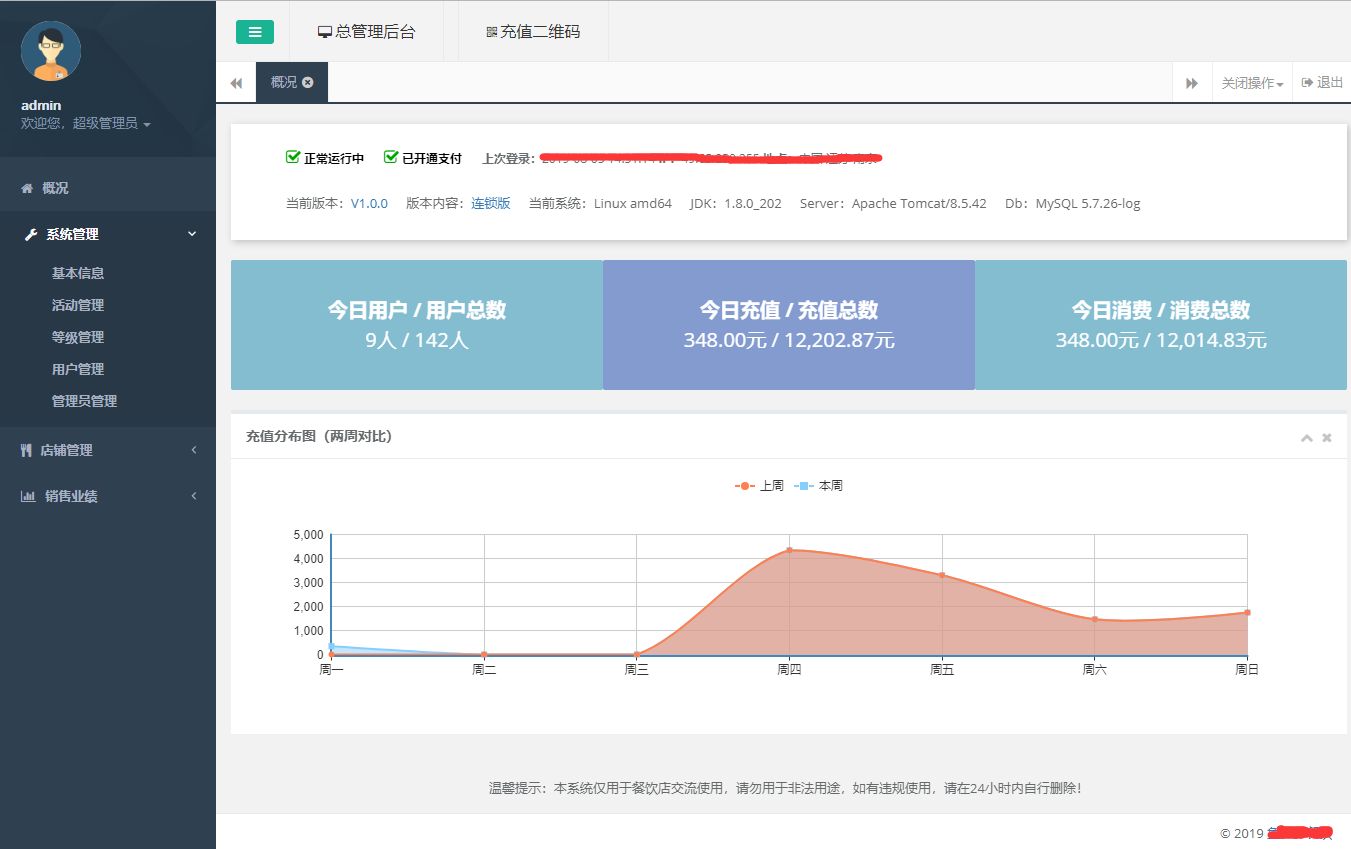 总管理后台 充值二维码
概况 关闭操作 退出
admin
欢迎您，超级管理员
概况
系统管理
基本信息
活动管理
等级管理
用户管理
管理员管理
店铺管理
销售业绩
正常运行中 已开通支付 上次登录：
当前版本：V1.0.0 版本内容：连锁版 当前系统：Linux amd64 JDK：1.8.0_202 Server：Apache Tomcat/8.5.42 Db：MySQL 5.7.26-log
今日用户 / 用户总数
9人 / 142人
今日充值 / 充值总数
348.00元 / 12,202.87元
今日消费 / 消费总数
348.00元 / 12,014.83元
充值分布图（两周对比）
上周 本周
5,000
4,000
3,000
2,000
1,000
0
周一 周二 周三 周四 周五 周六 周日
温馨提示：本系统仅用于餐饮店交流使用，请勿用于非法用途，如有违规使用，请在24小时内自行删除！
© 2019